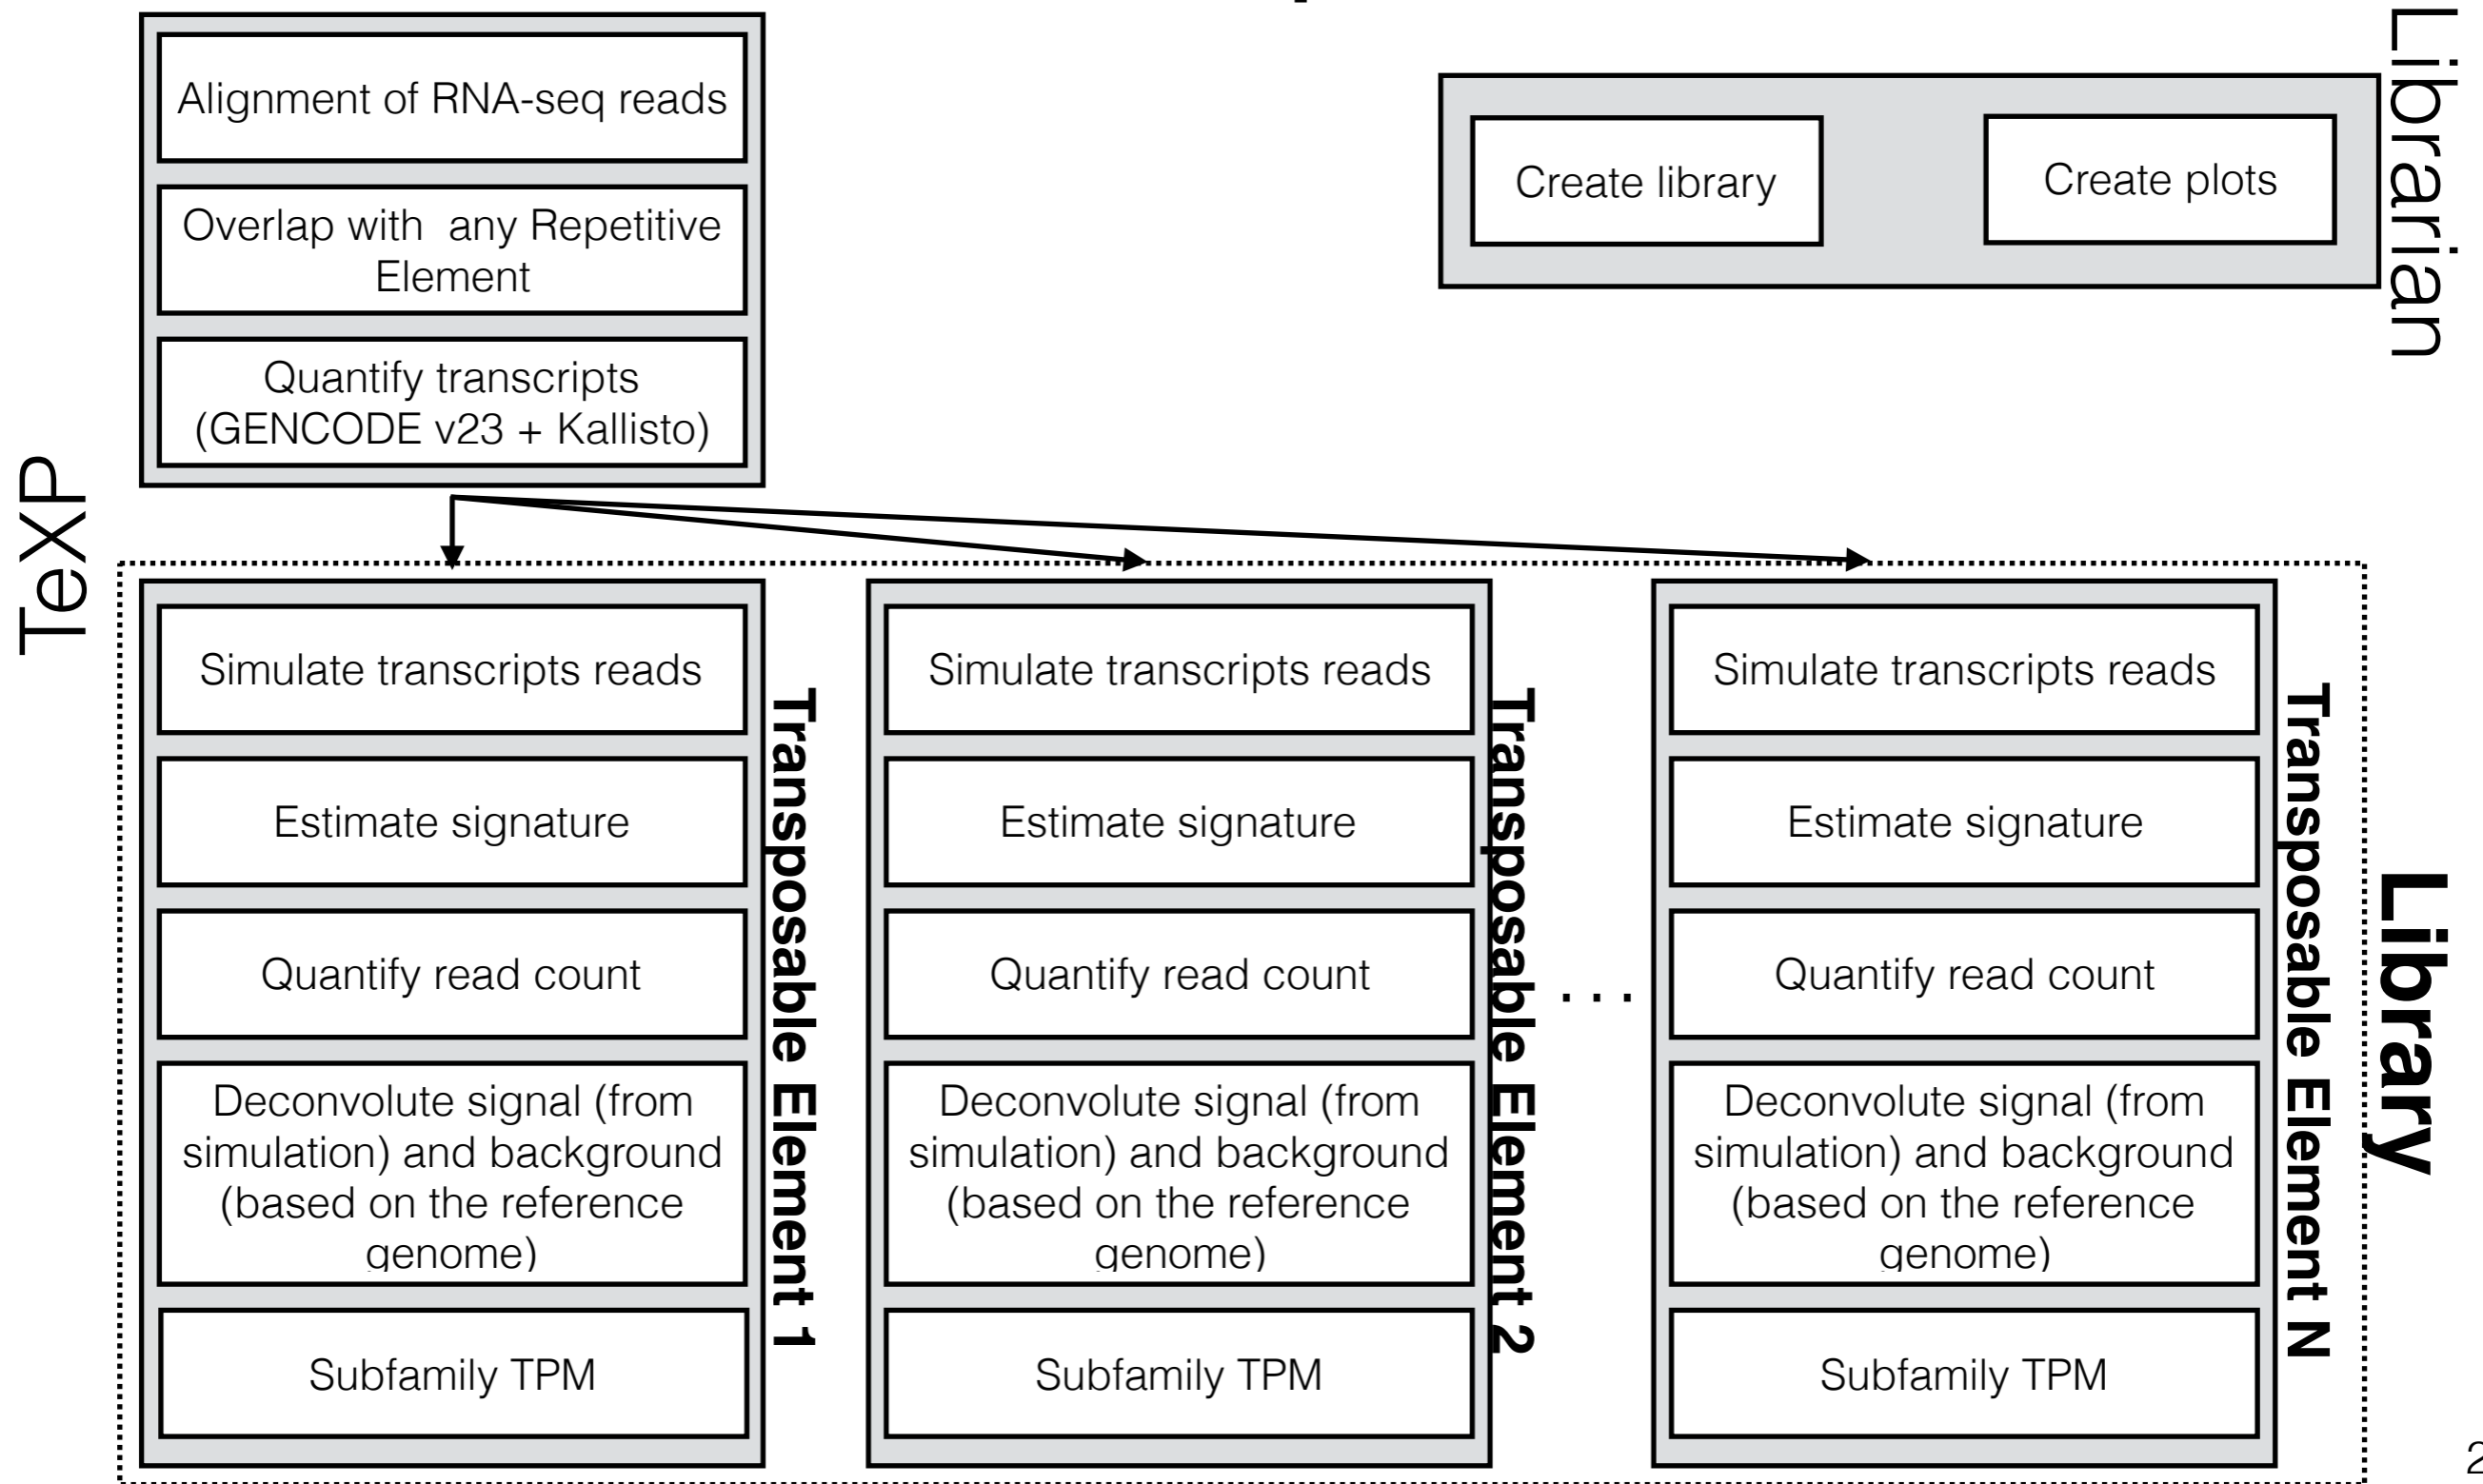 Alignment of RNA-seq reads
Overlap with any Repetitive
Element
Quantify transcripts
(GENCODE v23 + Kallisto)
Create library
Create plots
Librarian
TeXP
Simulate transcripts reads
Estimate signature
Quantify read count
Deconvolute signal (from
simulation) and background
(based on the reference
genome)
Subfamily TPM
Transposable Element 1
Simulate transcripts reads
Estimate signature
Quantify read count
Deconvolute signal (from
simulation) and background
(based on the reference
genome)
Subfamily TPM
Transposable Element 2
...
Simulate transcripts reads
Estimate signature
Quantify read count
Deconvolute signal (from
simulation) and background
(based on the reference
genome)
Subfamily TPM
Transposable Element N
Library
2